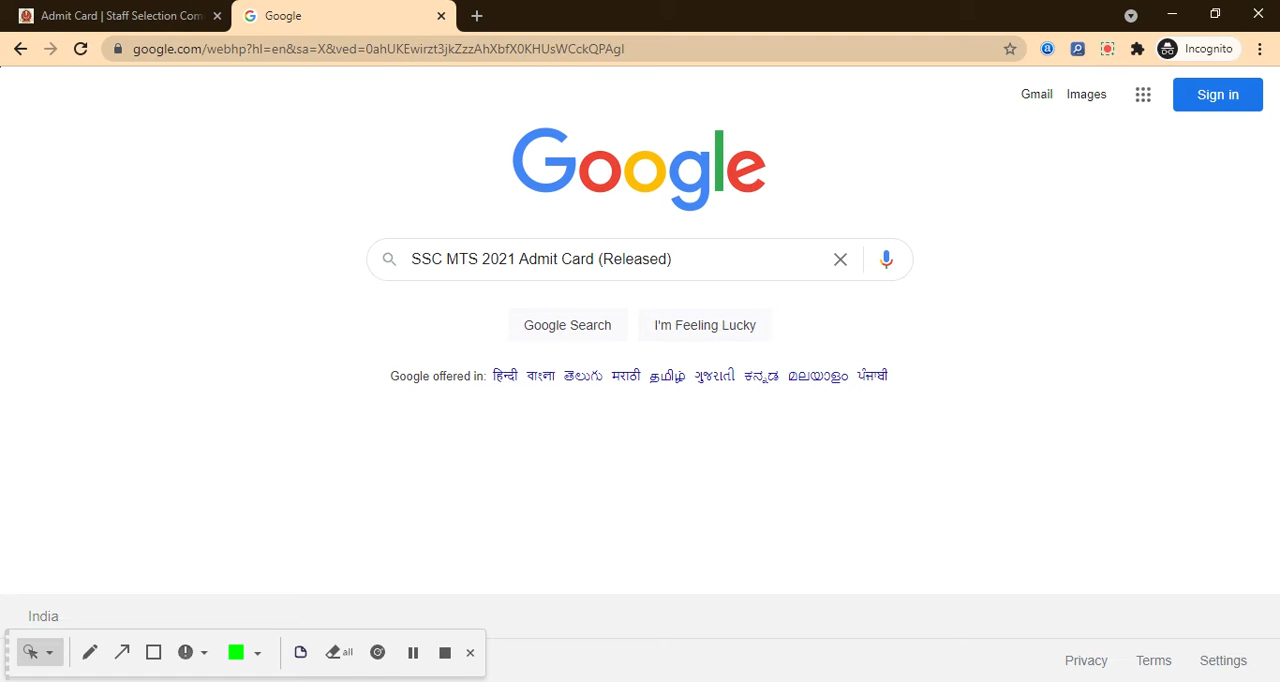 Admit Card | Staff Selection Com
Google
google.com/webhp?hl=en&sa=X&ved=0ahUKEwirzt3jkZzzAhXbfX0KHUsWCckQPAgI
Incognito
Gmail Images
Sign in
Google
SSC MTS 2021 Admit Card (Released)
Google Search I'm Feeling Lucky
Google offered in: हिन्दी বাংলা తెలుగు मराठी தமிழ் ગુજરાતી ಕನ್ನಡ മലയാളം ਪੰਜਾਬੀ
India
all
Privacy Terms Settings